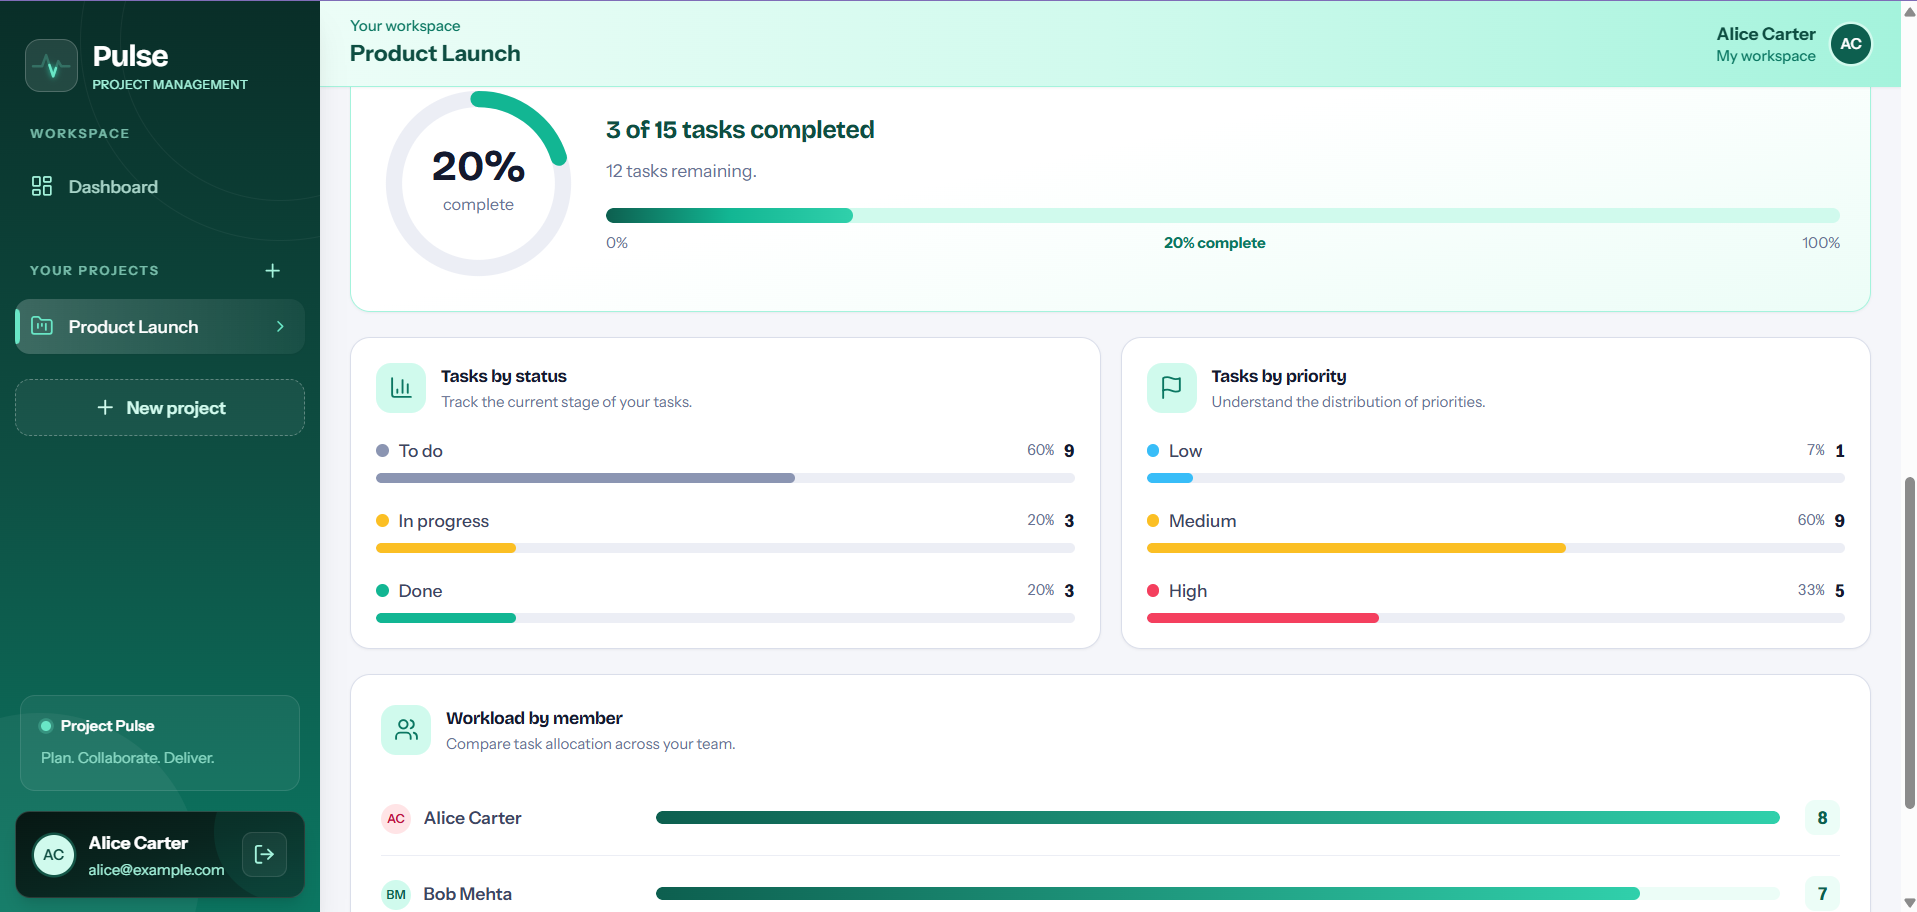 Pulse
PROJECT MANAGEMENT
WORKSPACE
Dashboard
YOUR PROJECTS
Product Launch
New project
Project Pulse
Plan. Collaborate. Deliver.
AC
Alice Carter
alice@example.com
Your workspace
Product Launch
Alice Carter
My workspace
AC
20%
complete
3 of 15 tasks completed
12 tasks remaining.
0%
20% complete
100%
Tasks by status
Track the current stage of your tasks.
To do 60% 9
In progress 20% 3
Done 20% 3
Tasks by priority
Understand the distribution of priorities.
Low 7% 1
Medium 60% 9
High 33% 5
Workload by member
Compare task allocation across your team.
AC Alice Carter 8
BM Bob Mehta 7